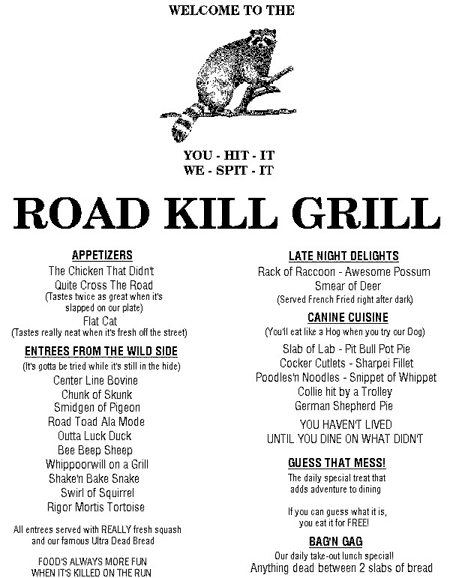 WELCOME TO THE
YOU - HIT - IT
WE - SPIT - IT
ROAD KILL GRILL
APPETIZERS
The Chicken That Didn't
Quite Cross The Road
(Tastes twice as great when it's
slapped on our plate)
Flat Cat
(Tastes really neat when it's fresh off the street)
ENTREES FROM THE WILD SIDE
(It's gotta be tried while it's still in the hide)
Center Line Bovine
Chunk of Skunk
Smidgen of Pigeon
Road Toad Ala Mode
Outta Luck Duck
Bee Beep Sheep
Whippoorwill on a Grill
Shake'n Bake Snake
Swirl of Squirrel
Rigor Mortis Tortoise
All entrees served with REALLY fresh squash
and our famous Ultra Dead Bread
FOOD'S ALWAYS MORE FUN
WHEN IT'S KILLED ON THE RUN
LATE NIGHT DELIGHTS
Rack of Raccoon - Awesome Possum
Smear of Deer
(Served French Fried right after dark)
CANINE CUISINE
(You'll eat like a Hog when you try our Dog)
Slab of Lab - Pit Bull Pot Pie
Cocker Cutlets - Sharpei Fillet
Poodles'n Noodles - Snippet of Whippet
Collie hit by a Trolley
German Shepherd Pie
YOU HAVEN'T LIVED
UNTIL YOU DINE ON WHAT DIDN'T
GUESS THAT MESS!
The daily special treat that
adds adventure to dining
If you can guess what it is,
you eat it for FREE!
BAG'N GAG
Our daily take-out lunch special!
Anything dead between 2 slabs of bread